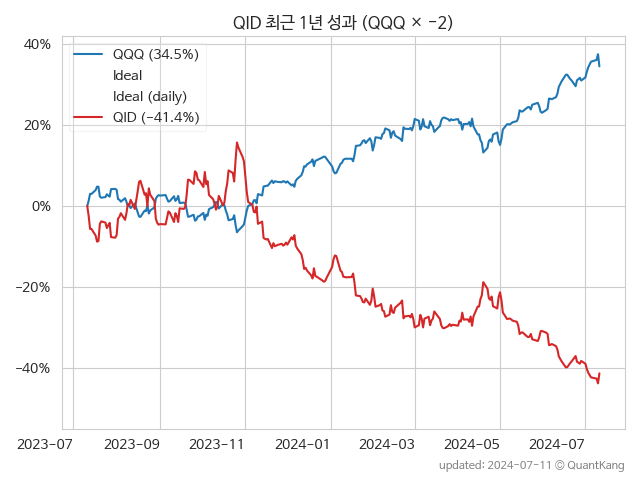 QID 최근 1년 성과 (QQQ × −2)
QQQ (34.5%)
Ideal
Ideal (daily)
QID (−41.4%)
40%
20%
0%
−20%
−40%
2023−07
2023−09
2023−11
2024−01
2024−03
2024−05
2024−07
updated: 2024-07-11 © QuantKang